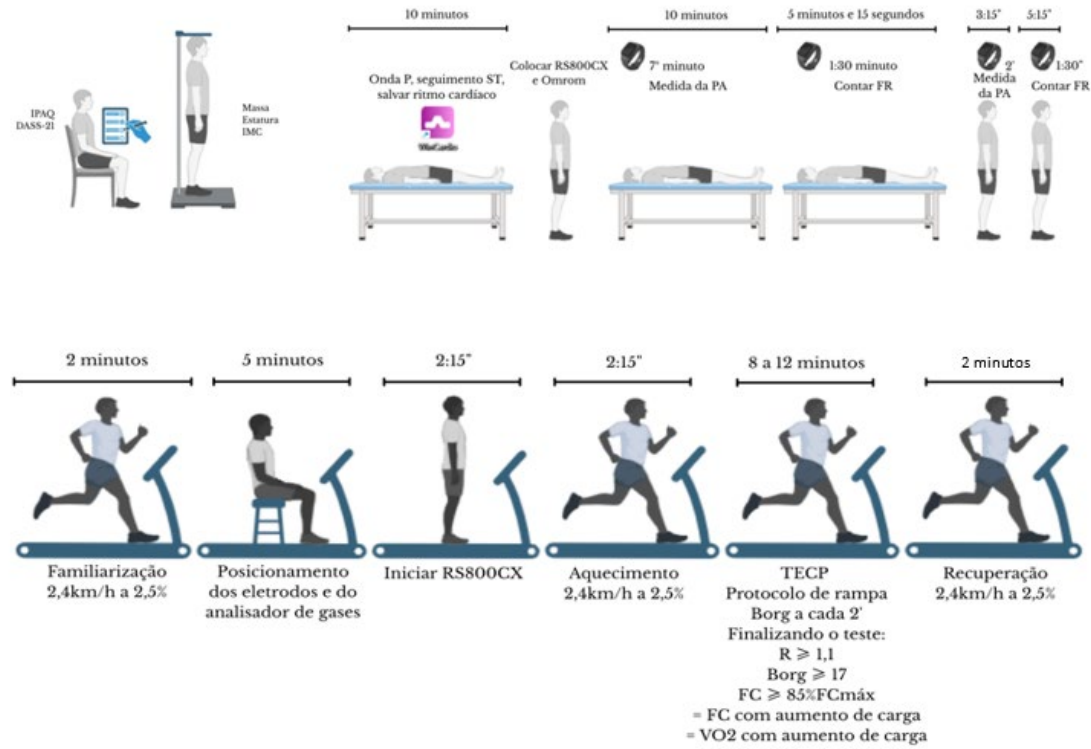 IPAQ
DASS-21
Massa
Estatura
IMC
10 minutos
Onda P, seguimento ST,
salvar ritmo cardíaco
WinCardio
Colocar RS800CX
e Omrom
10 minutos
7' minuto
Medida da PA
5 minutos e 15 segundos
1:30 minuto
Contar FR
3:15"
2'
Medida
da PA
5:15"
1:30"
Contar FR
2 minutos
Familiarização
2,4km/h a 2,5%
5 minutos
Posicionamento
dos eletrodos e do
analisador de gases
2:15"
Iniciar RS800CX
2:15"
Aquecimento
2,4km/h a 2,5%
8 a 12 minutos
TECP
Protocolo de rampa
Borg a cada 2'
Finalizando o teste:
R ⩾ 1,1
Borg ⩾ 17
FC ⩾ 85%FCmáx
= FC com aumento de carga
= VO2 com aumento de carga
2 minutos
Recuperação
2,4km/h a 2,5%